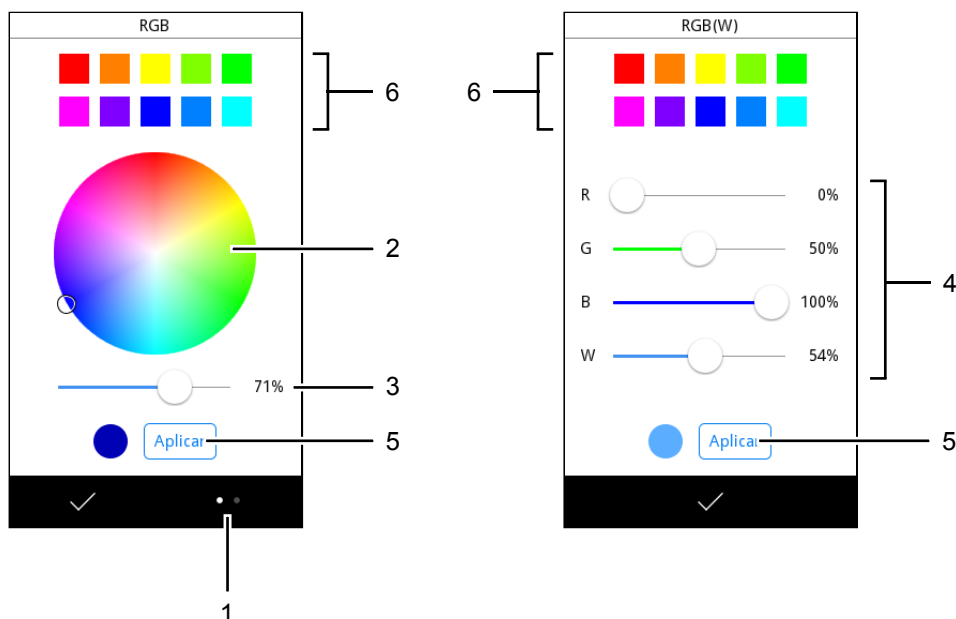 RGB
6
2
71%
3
Aplicar
5
1
RGB(W)
6
R 0%
G 50%
B 100%
W 54%
4
Aplicar
5